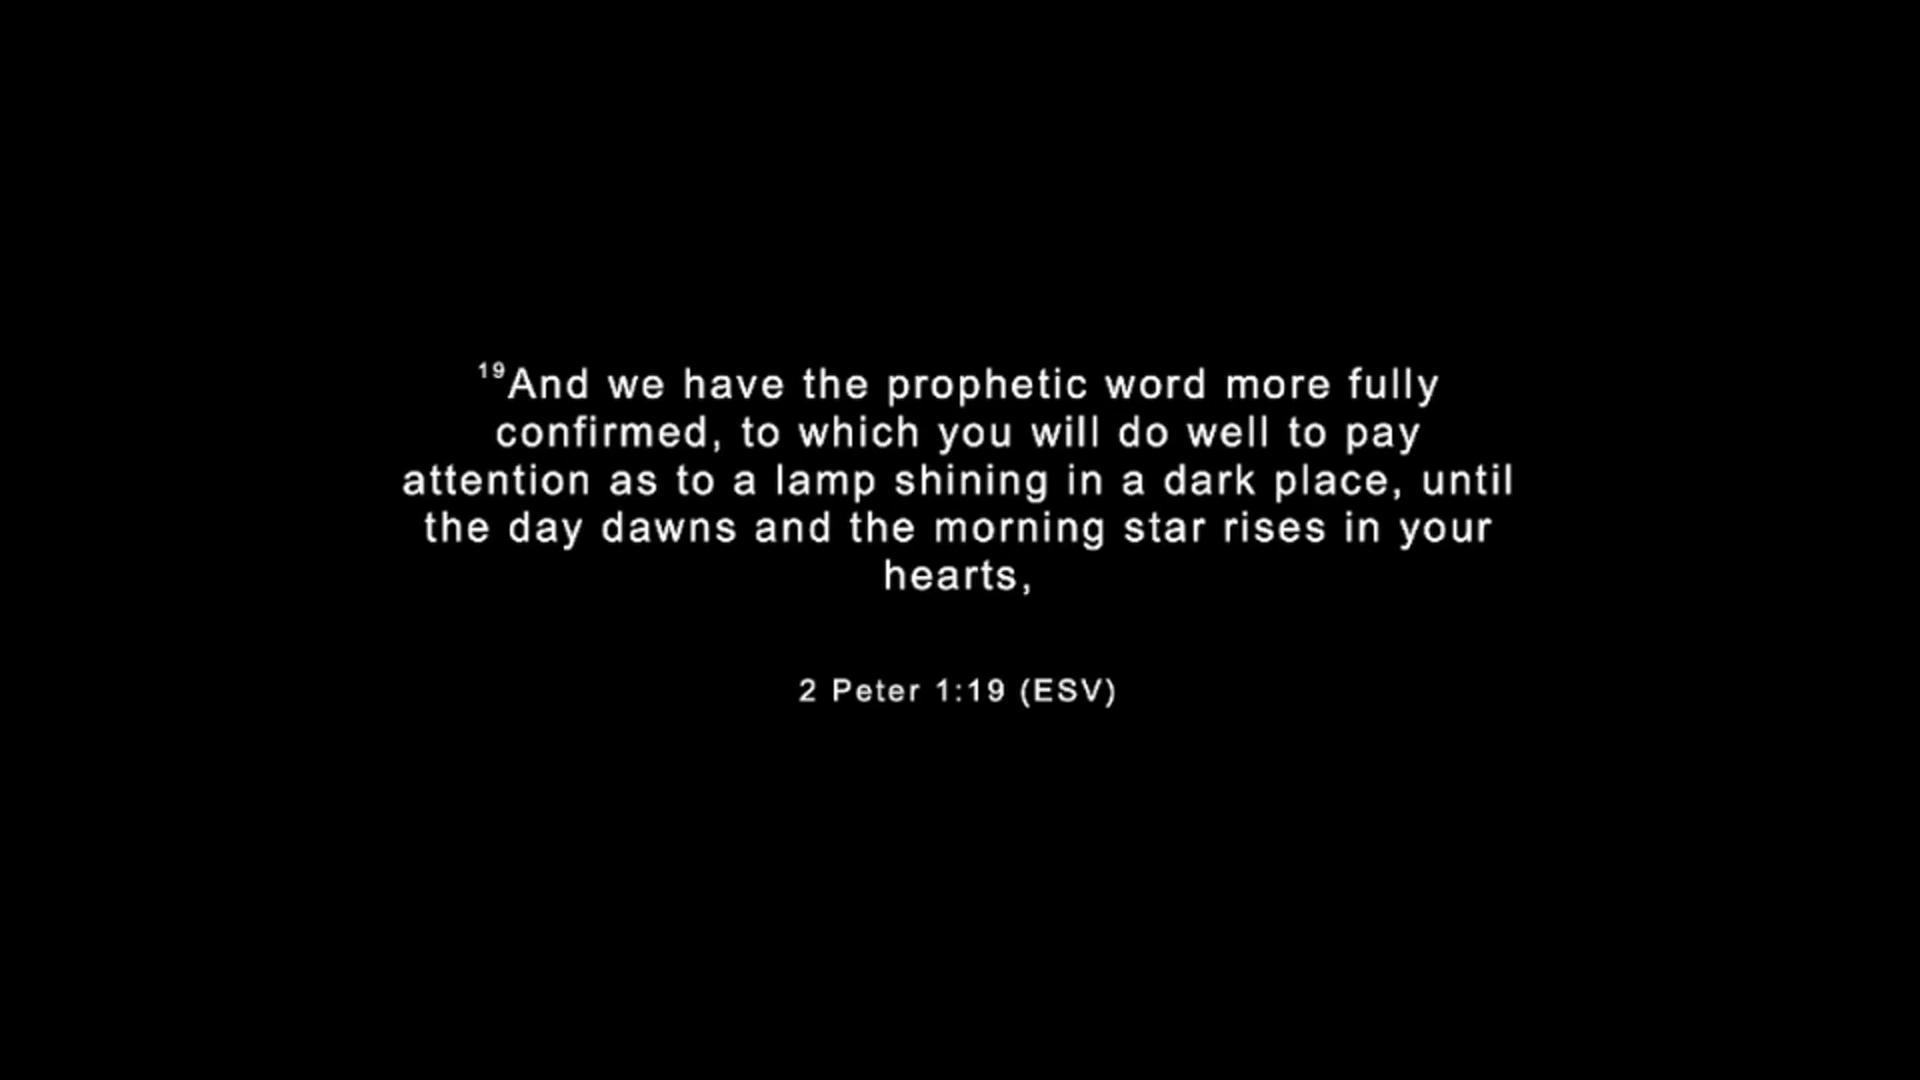 19And we have the prophetic word more fully
confirmed, to which you will do well to pay
attention as to a lamp shining in a dark place, until
the day dawns and the morning star rises in your
hearts,
2 Peter 1:19 (ESV)